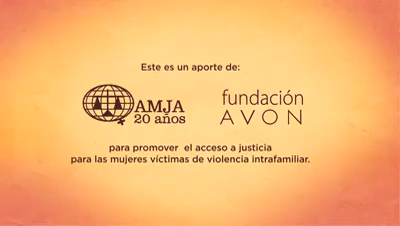 Este es un aporte de:
AMJA
20 años
fundación
AVON
para promover el acceso a justicia
para las mujeres víctimas de violencia intrafamiliar.